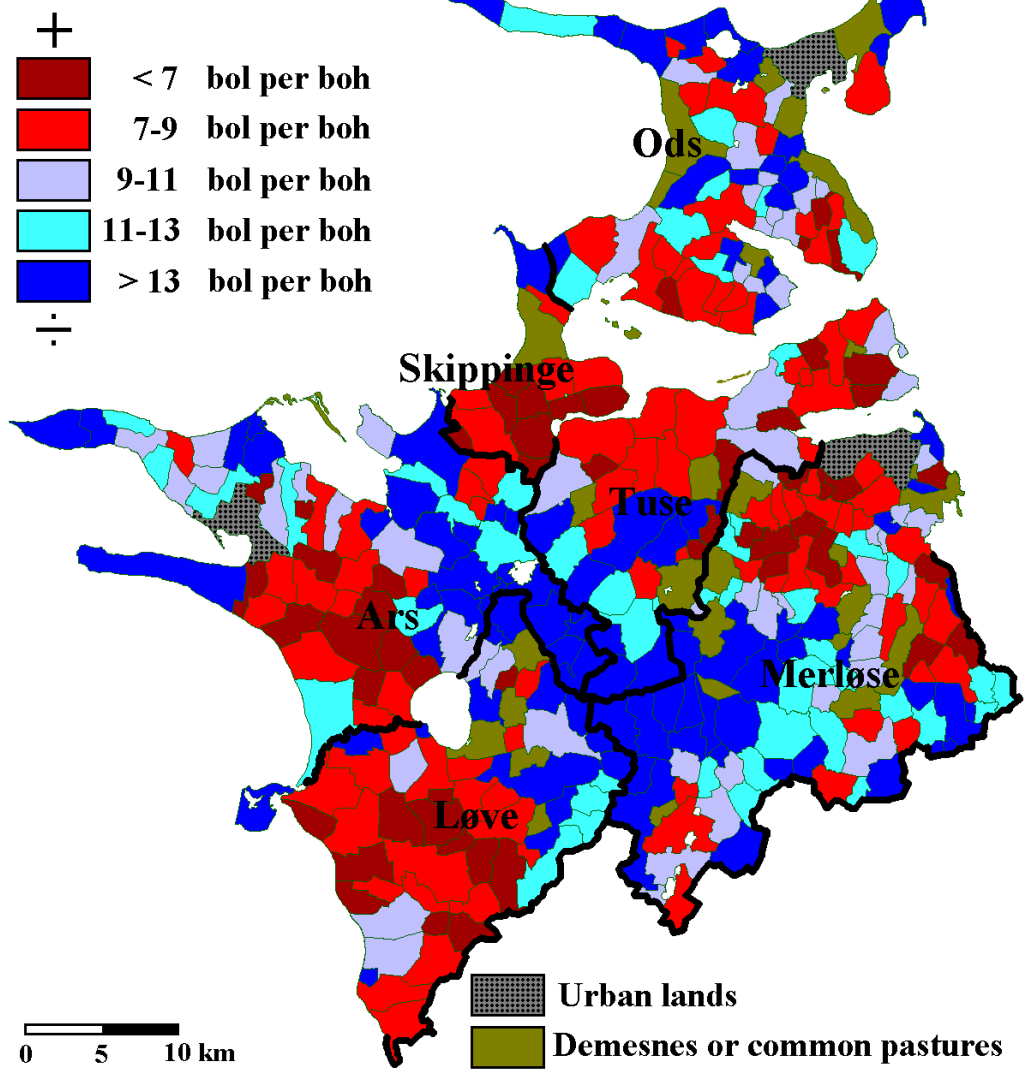 +
< 7 bol per boh
7-9 bol per boh
9-11 bol per boh
11-13 bol per boh
> 13 bol per boh
÷
Ods
Skippinge
Tuse
Ars
Merløse
Løve
Urban lands
Demesnes or common pastures
0 5 10 km